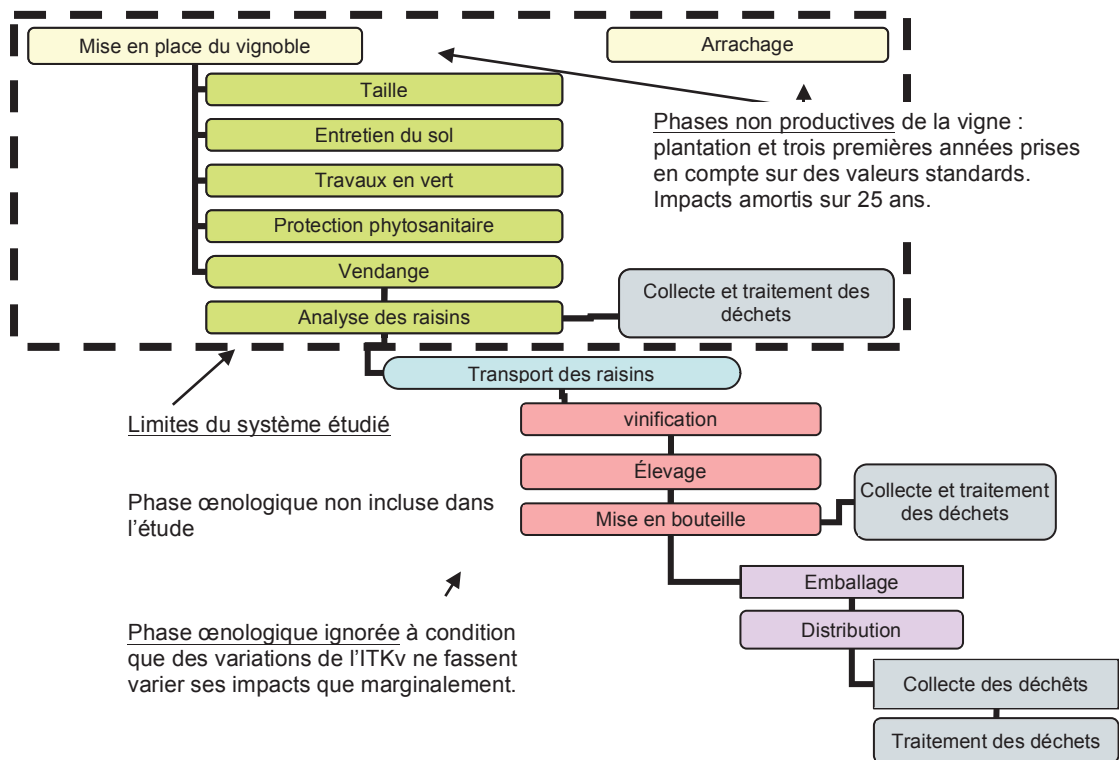 Mise en place du vignoble
Arrachage
Taille
Entretien du sol
Travaux en vert
Protection phytosanitaire
Vendange
Analyse des raisins
Phases non productives de la vigne :
plantation et trois premières années prises
en compte sur des valeurs standards.
Impacts amortis sur 25 ans.
Collecte et traitement des
déchets
Transport des raisins
Limites du système étudié
vinification
Élevage
Mise en bouteille
Phase œnologique non incluse dans
l'étude
Collecte et traitement
des déchets
Emballage
Distribution
Phase œnologique ignorée à condition
que des variations de l'ITKv ne fassent
varier ses impacts que marginalement.
Collecte des déchêts
Traitement des déchets